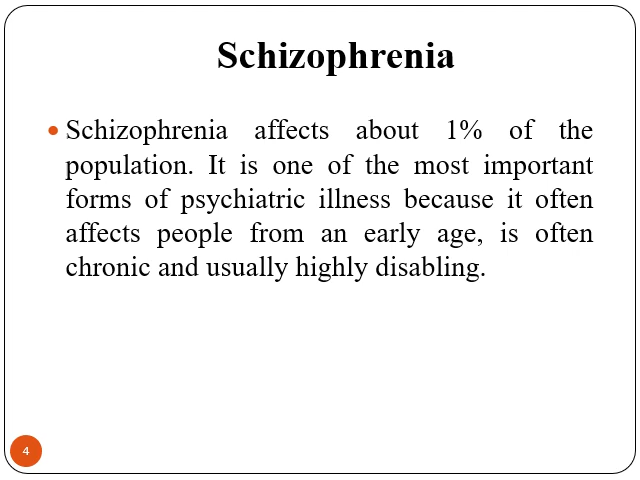 Schizophrenia
Schizophrenia affects about 1% of the
population. It is one of the most important
forms of psychiatric illness because it often
affects people from an early age, is often
chronic and usually highly disabling.
4